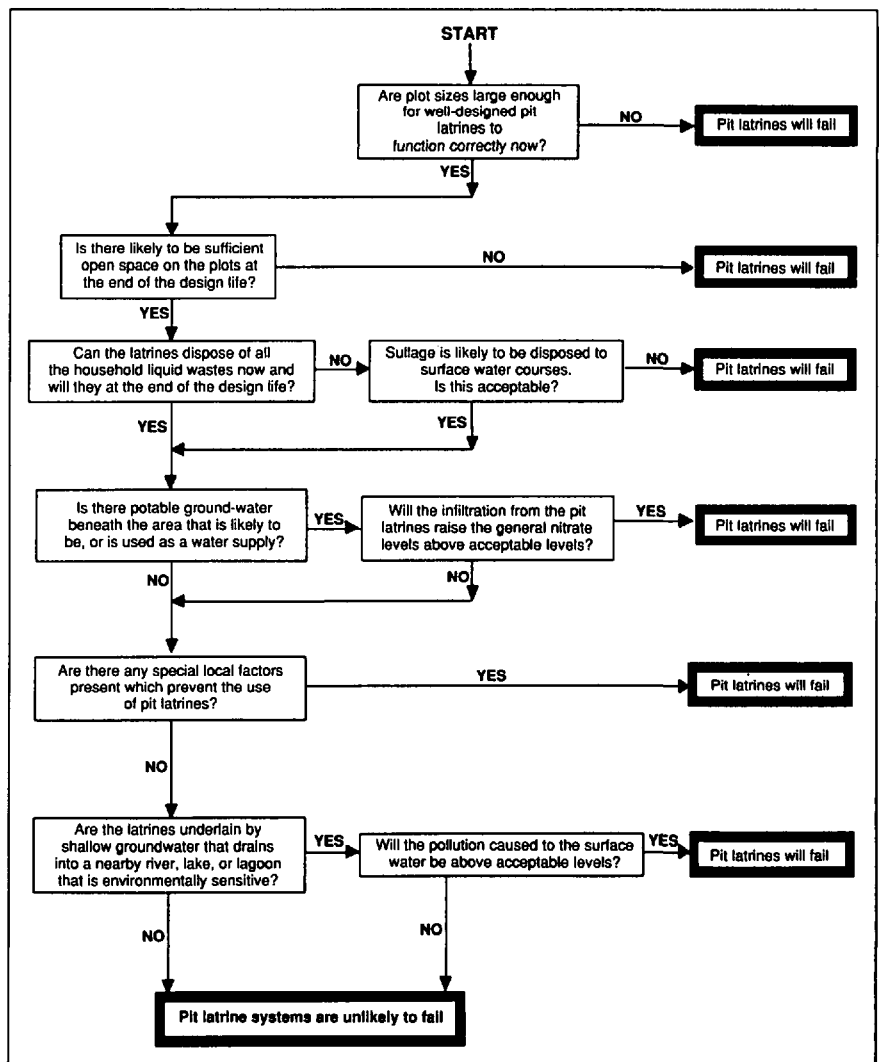 START
Are plot sizes large enough
for well-designed pit
latrines to
function correctly now?
NO
Pit latrines will fail
YES
Is there likely to be sufficient
open space on the plots at
the end of the design life?
NO
Pit latrines will fail
YES
Can the latrines dispose of all
the household liquid wastes now and
will they at the end of the design life?
NO
Sullage is likely to be disposed to
surface water courses.
Is this acceptable?
NO
Pit latrines will fail
YES
YES
Is there potable ground-water
beneath the area that is likely to
be, or is used as a water supply?
YES
Will the infiltration from the pit
latrines raise the general nitrate
levels above acceptable levels?
YES
Pit latrines will fail
NO
NO
Are there any special local factors
present which prevent the use
of pit latrines?
YES
Pit latrines will fail
NO
Are the latrines underlain by
shallow groundwater that drains
into a nearby river, lake, or lagoon
that is environmentally sensitive?
YES
Will the pollution caused to the surface
water be above acceptable levels?
YES
Pit latrines will fail
NO
NO
Pit latrine systems are unlikely to fail